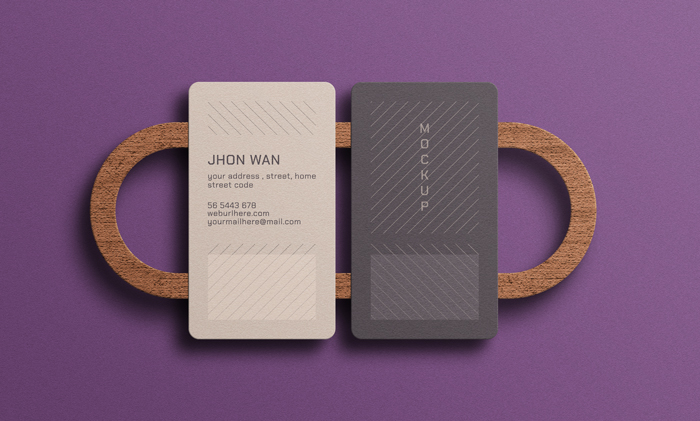 JHON WAN
your address , street, home
street code
56 5443 678
weburlhere.com
yourmailhere@mail.com
MOCKUP